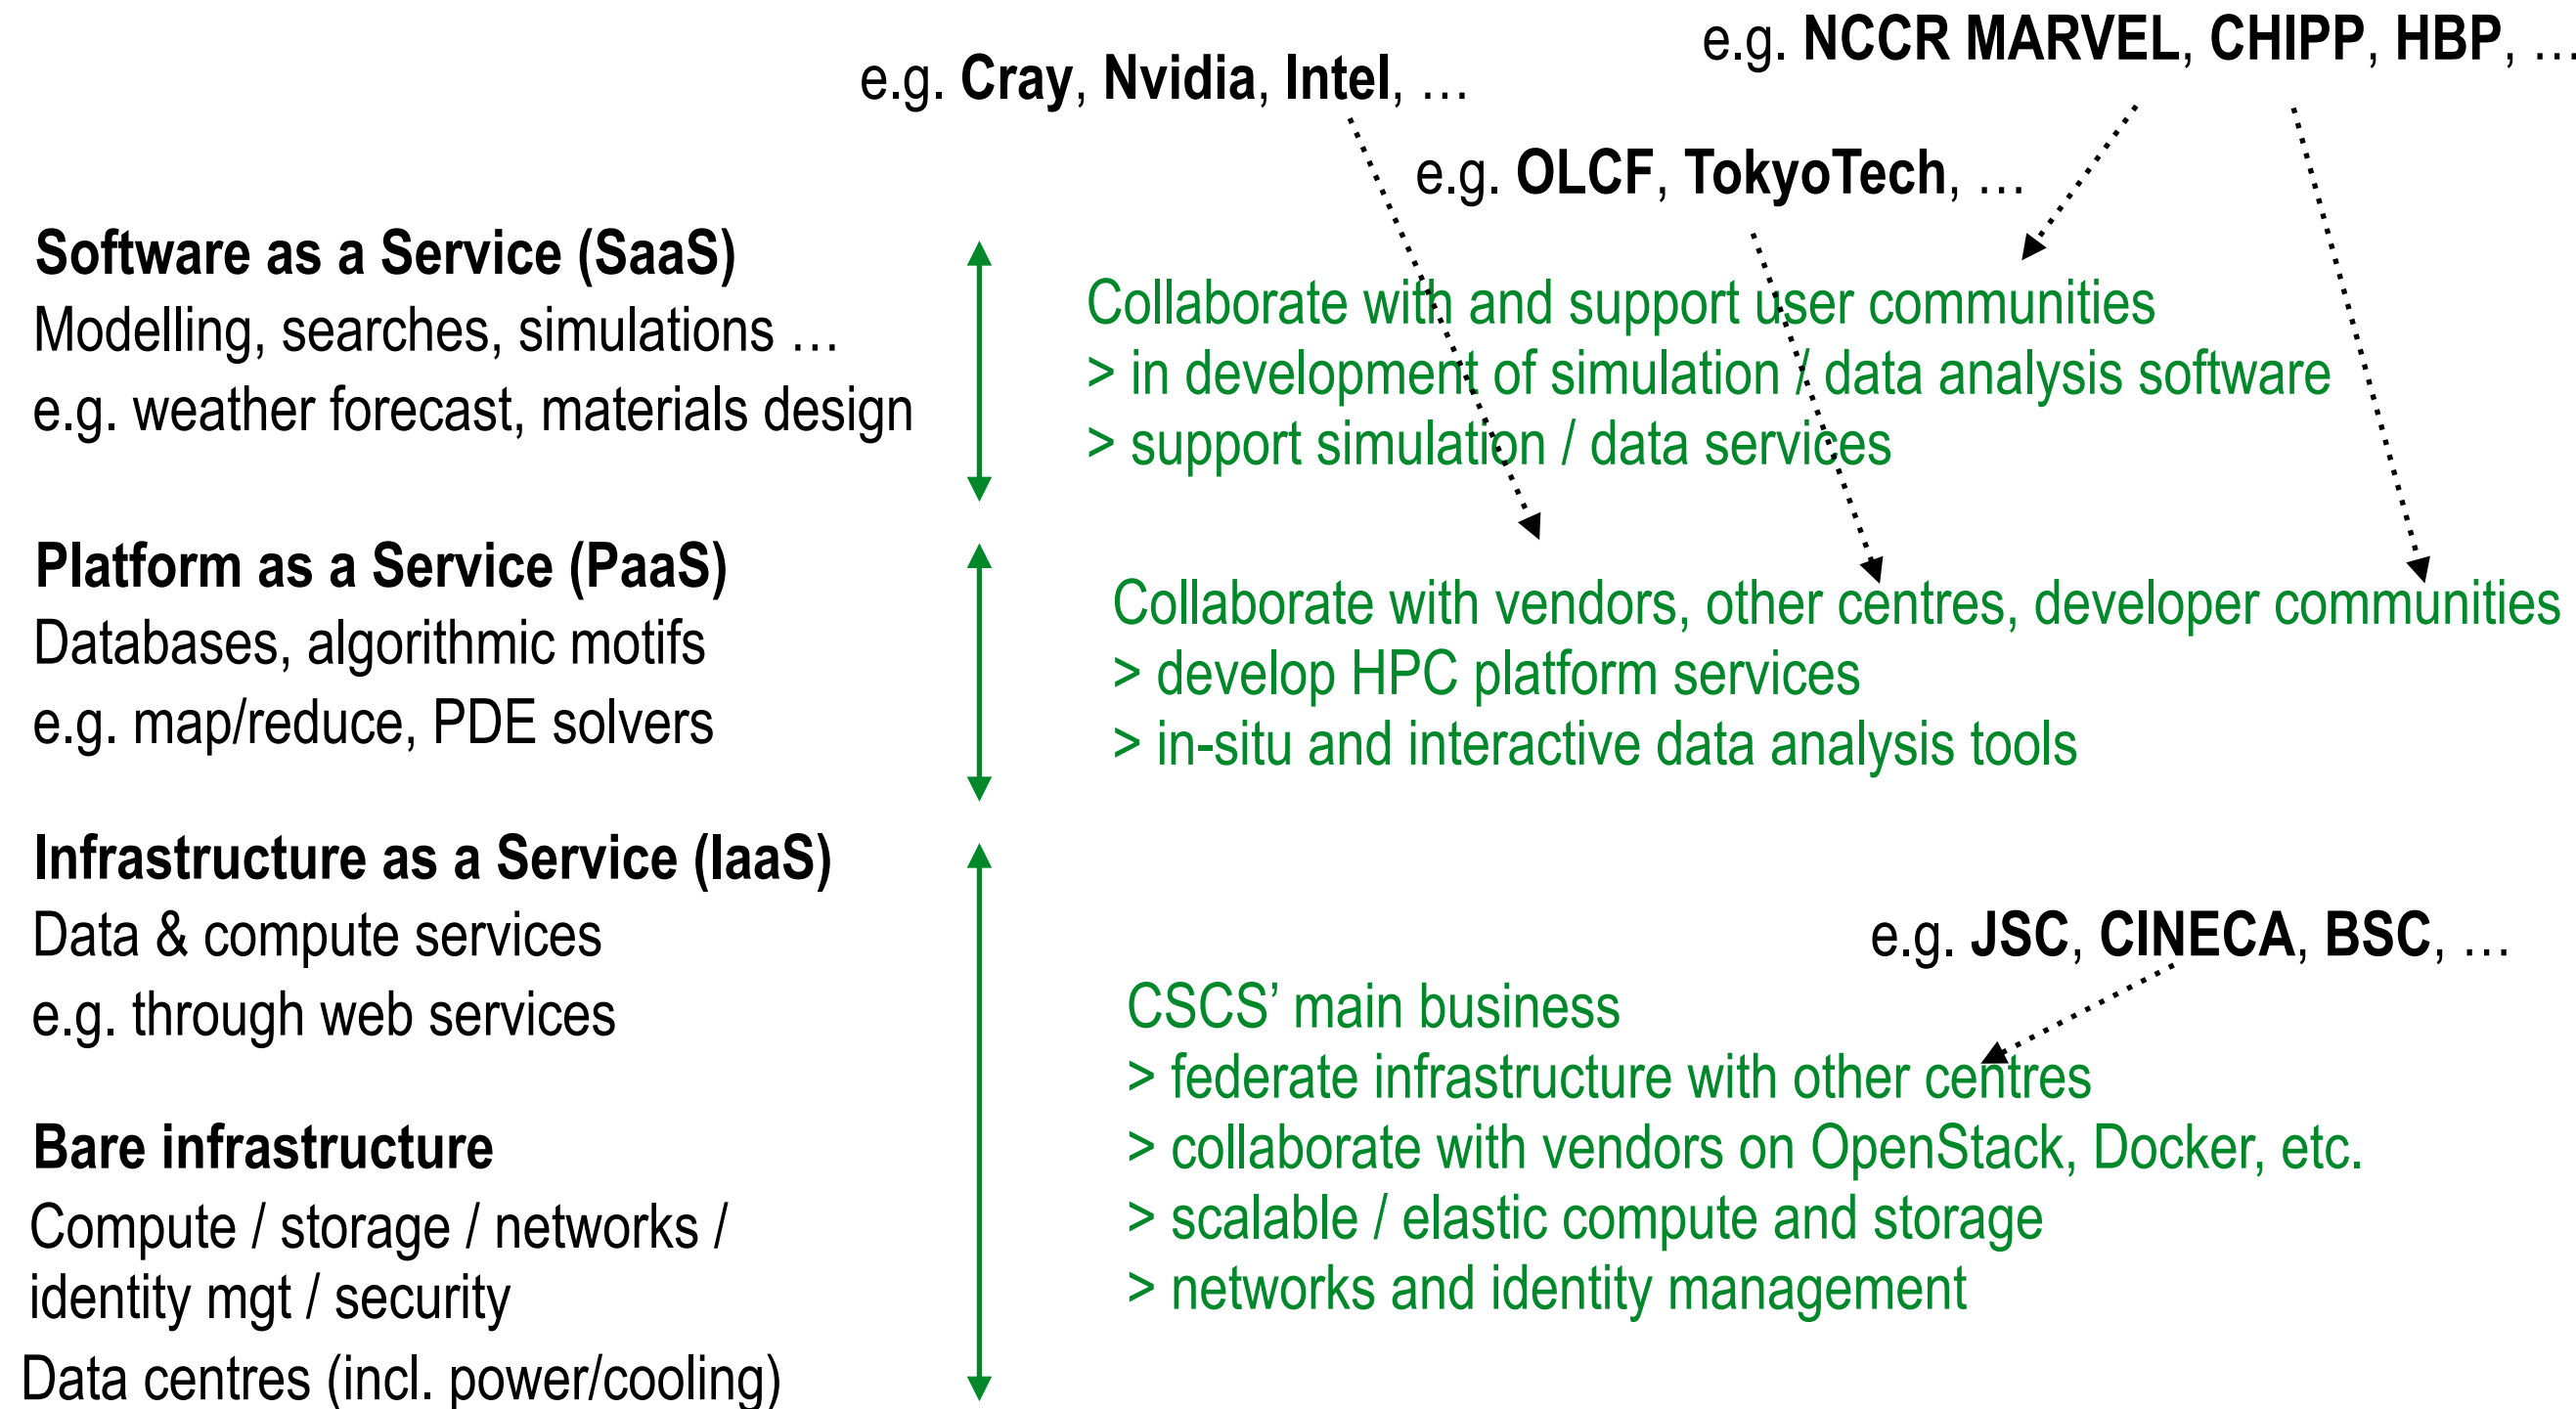 e.g. NCCR MARVEL, CHIPP, HBP, …
e.g. Cray, Nvidia, Intel, …
e.g. OLCF, TokyoTech, …
Software as a Service (SaaS)
Modelling, searches, simulations …
e.g. weather forecast, materials design
Collaborate with and support user communities
> in development of simulation / data analysis software
> support simulation / data services
Platform as a Service (PaaS)
Databases, algorithmic motifs
e.g. map/reduce, PDE solvers
Collaborate with vendors, other centres, developer communities
> develop HPC platform services
> in-situ and interactive data analysis tools
Infrastructure as a Service (IaaS)
Data & compute services
e.g. through web services
e.g. JSC, CINECA, BSC, …
CSCS’ main business
> federate infrastructure with other centres
> collaborate with vendors on OpenStack, Docker, etc.
> scalable / elastic compute and storage
> networks and identity management
Bare infrastructure
Compute / storage / networks /
identity mgt / security
Data centres (incl. power/cooling)